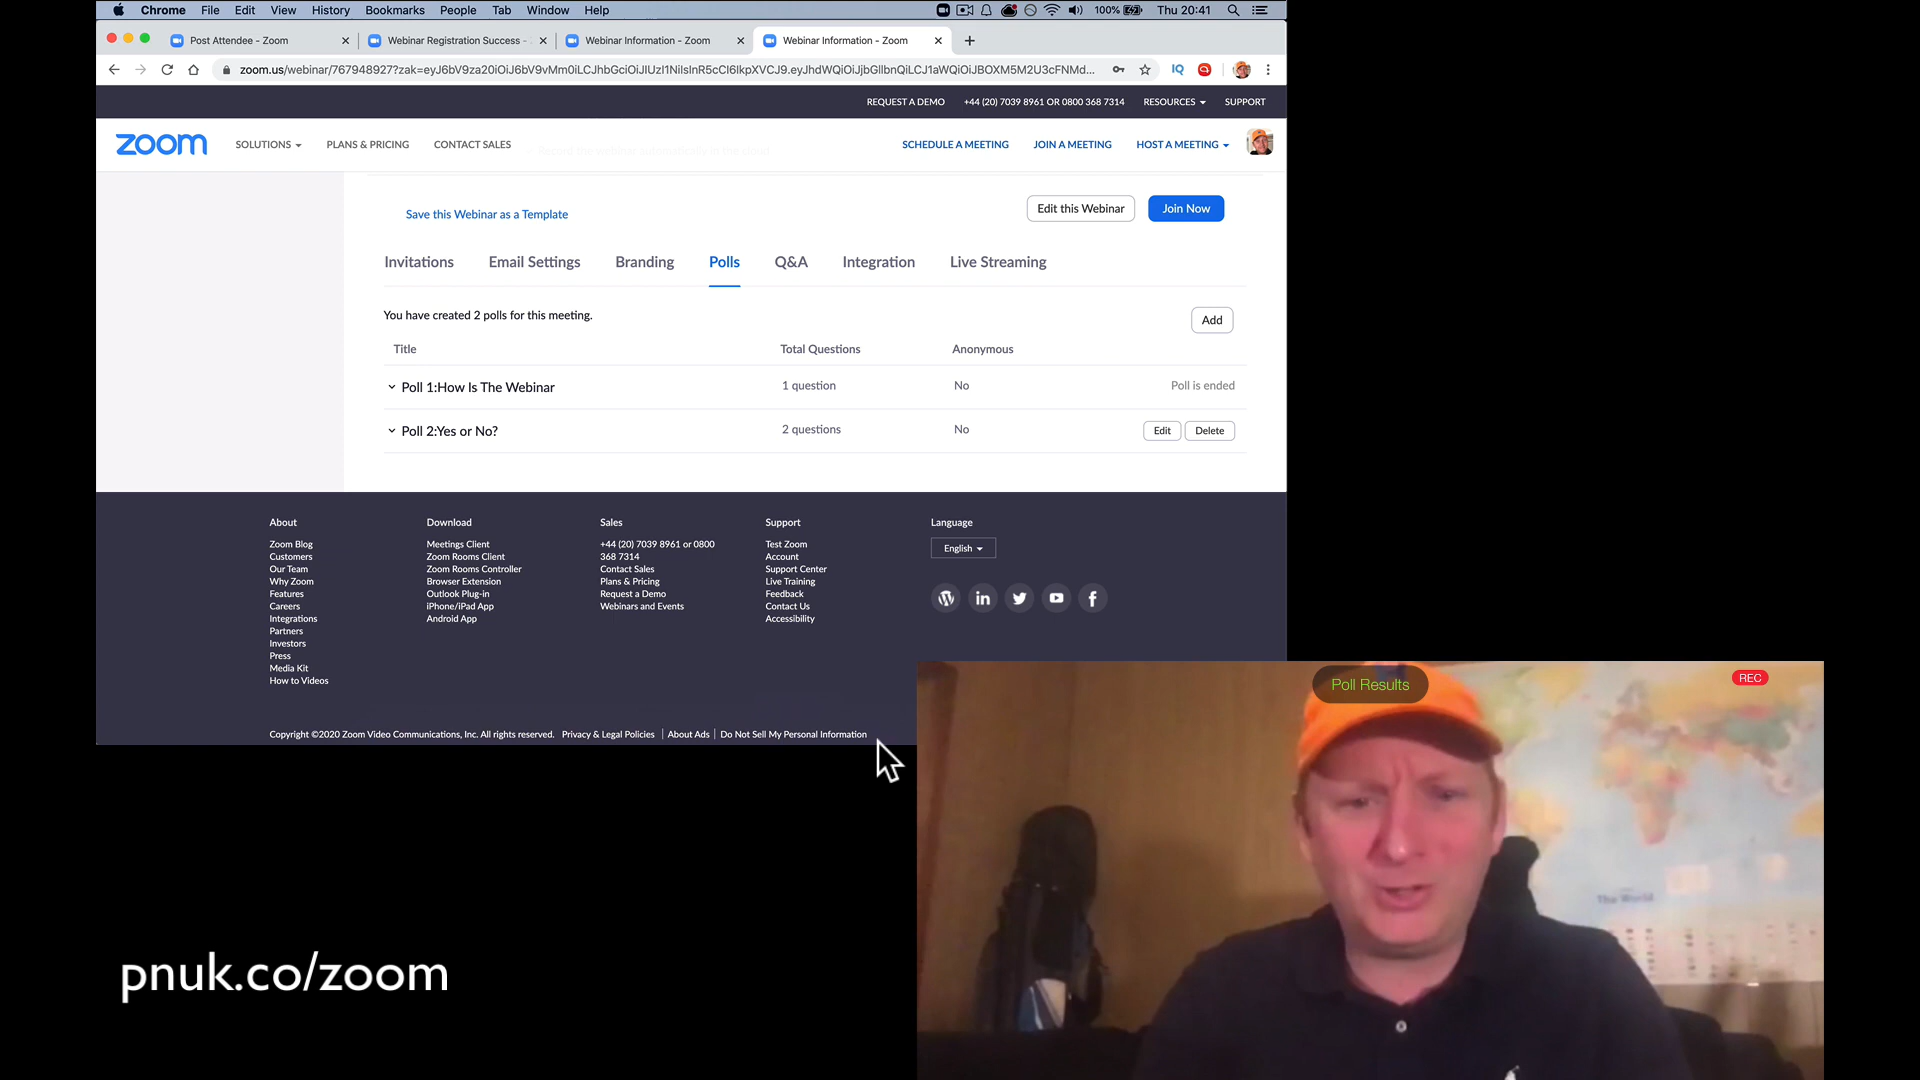 Chrome File Edit View History Bookmarks People Tab Window Help 100% Thu 20:41
Post Attendee - Zoom Webinar Registration Success - Webinar Information - Zoom Webinar Information - Zoom
REQUEST A DEMO +44 (20) 7039 8961 OR 0800 368 7314 RESOURCES SUPPORT
zoom SOLUTIONS PLANS & PRICING CONTACT SALES SCHEDULE A MEETING JOIN A MEETING HOST A MEETING
Save this Webinar as a Template Edit this Webinar Join Now
Invitations Email Settings Branding Polls Q&A Integration Live Streaming
You have created 2 polls for this meeting. Add
Title Total Questions Anonymous
Poll 1:How Is The Webinar 1 question No Poll is ended
Poll 2:Yes or No? 2 questions No Edit Delete
About Download Sales Support Language
Zoom Blog Meetings Client +44 (20) 7039 8961 or 0800 Test Zoom English
Customers Zoom Rooms Client 368 7314 Account
Our Team Zoom Rooms Controller Contact Sales Support Center
Why Zoom Browser Extension Plans & Pricing Live Training
Features Outlook Plug-in Request a Demo Feedback
Careers iPhone/iPad App Webinars and Events Contact Us
Integrations Android App Accessibility
Partners
Investors
Press
Media Kit
How to Videos
Copyright ©2020 Zoom Video Communications, Inc. All rights reserved. Privacy & Legal Policies | About Ads | Do Not Sell My Personal Information
Poll Results
REC
The World
pnuk.co/zoom